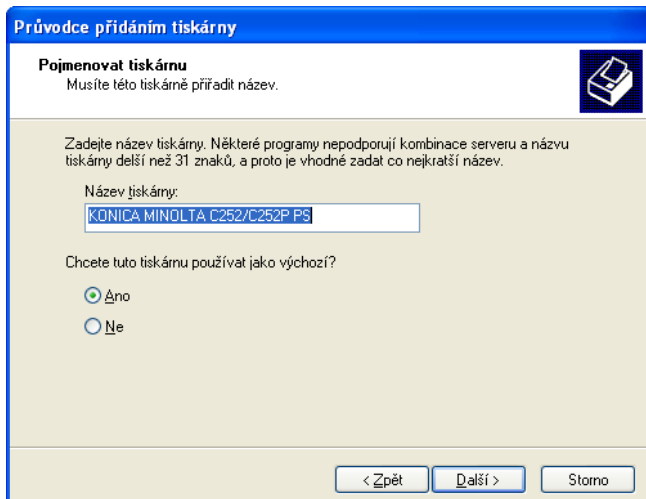 Průvodce přidáním tiskárny
Pojmenovat tiskárnu
Musíte této tiskárně přiřadit název.
Zadejte název tiskárny. Některé programy nepodporují kombinace serveru a názvu
tiskárny delší než 31 znaků, a proto je vhodné zadat co nejkratší název.
Název tiskárny:
KONICA MINOLTA C252/C252P PS
Chcete tuto tiskárnu používat jako výchozí?
Ano
Ne
< Zpět Další > Storno